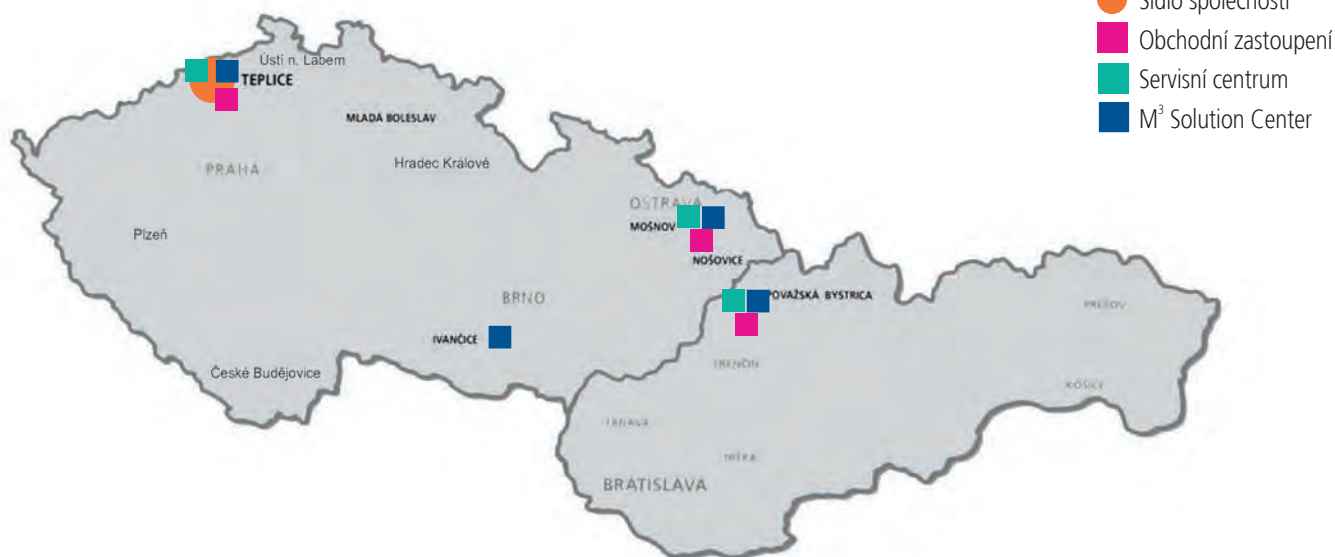 Sídlo společnosti
Obchodní zastoupení
Servisní centrum
M³ Solution Center
Ústí n. Labem
TEPLICE
MLADÁ BOLESLAV
Hradec Králové
PRAHA
OSTRAVA
MOŠNOV
Plzeň
NOŠOVICE
BRNO
POVAŽSKÁ BYSTRICA
PREŠOV
IVANČICE
TRENČÍN
České Budějovice
KOŠICE
TRNAVA
NITRA
BRATISLAVA